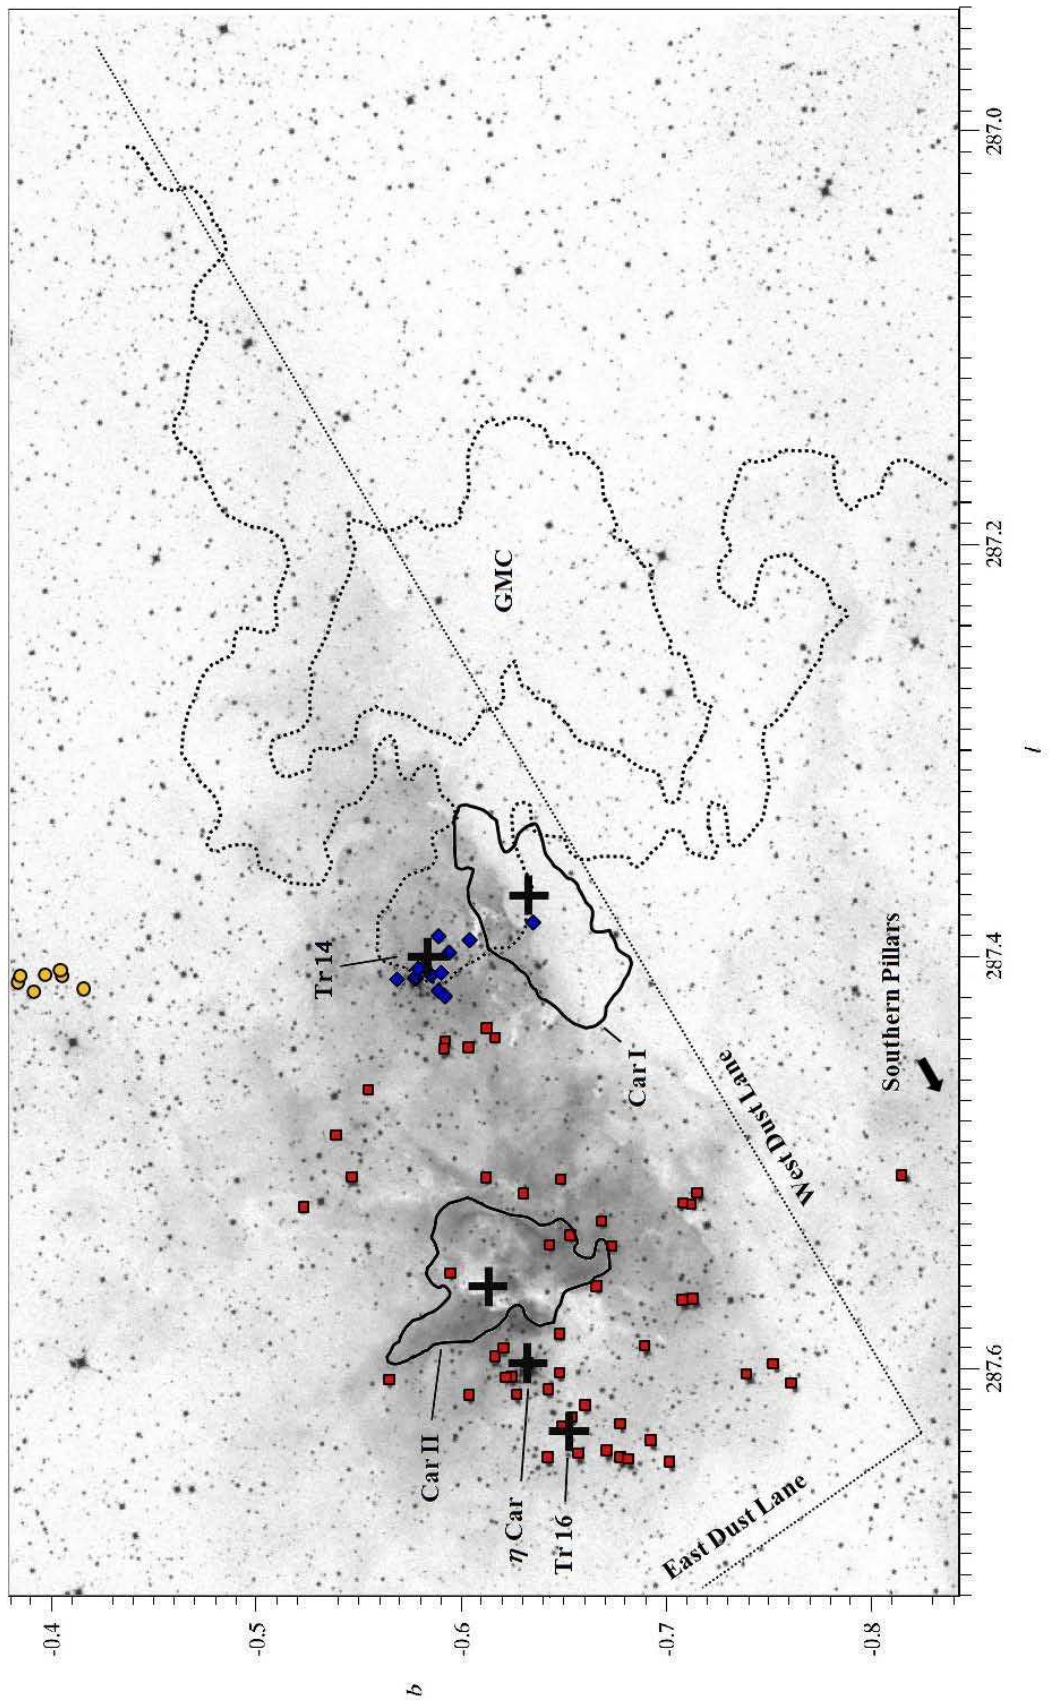 -0.4
-0.5
Tr 14
b
Car II
-0.6
GMC
η Car
Tr 16
Car I
-0.7
East Dust Lane
West Dust Lane
-0.8
Southern Pillars
287.6
287.4
287.2
287.0
l